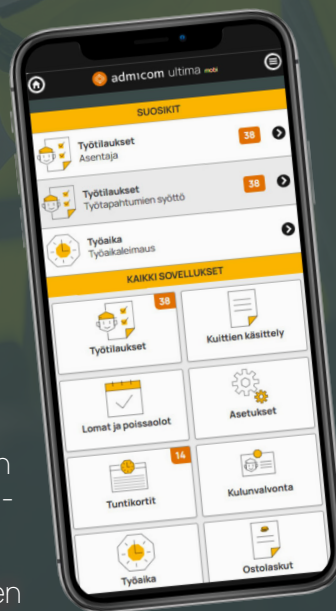 admicom ultima mobi
SUOSIKIT
Työtilaukset
Asentaja
38
Työtilaukset
Työtapahtumien syöttö
38
Työaika
Työaikaleimaus
KAIKKI SOVELLUKSET
38
Työtilaukset
Kuittien käsittely
Lomat ja poissaolot
Asetukset
14
Tuntikortit
Kulunvalvonta
Työaika
Ostolaskut